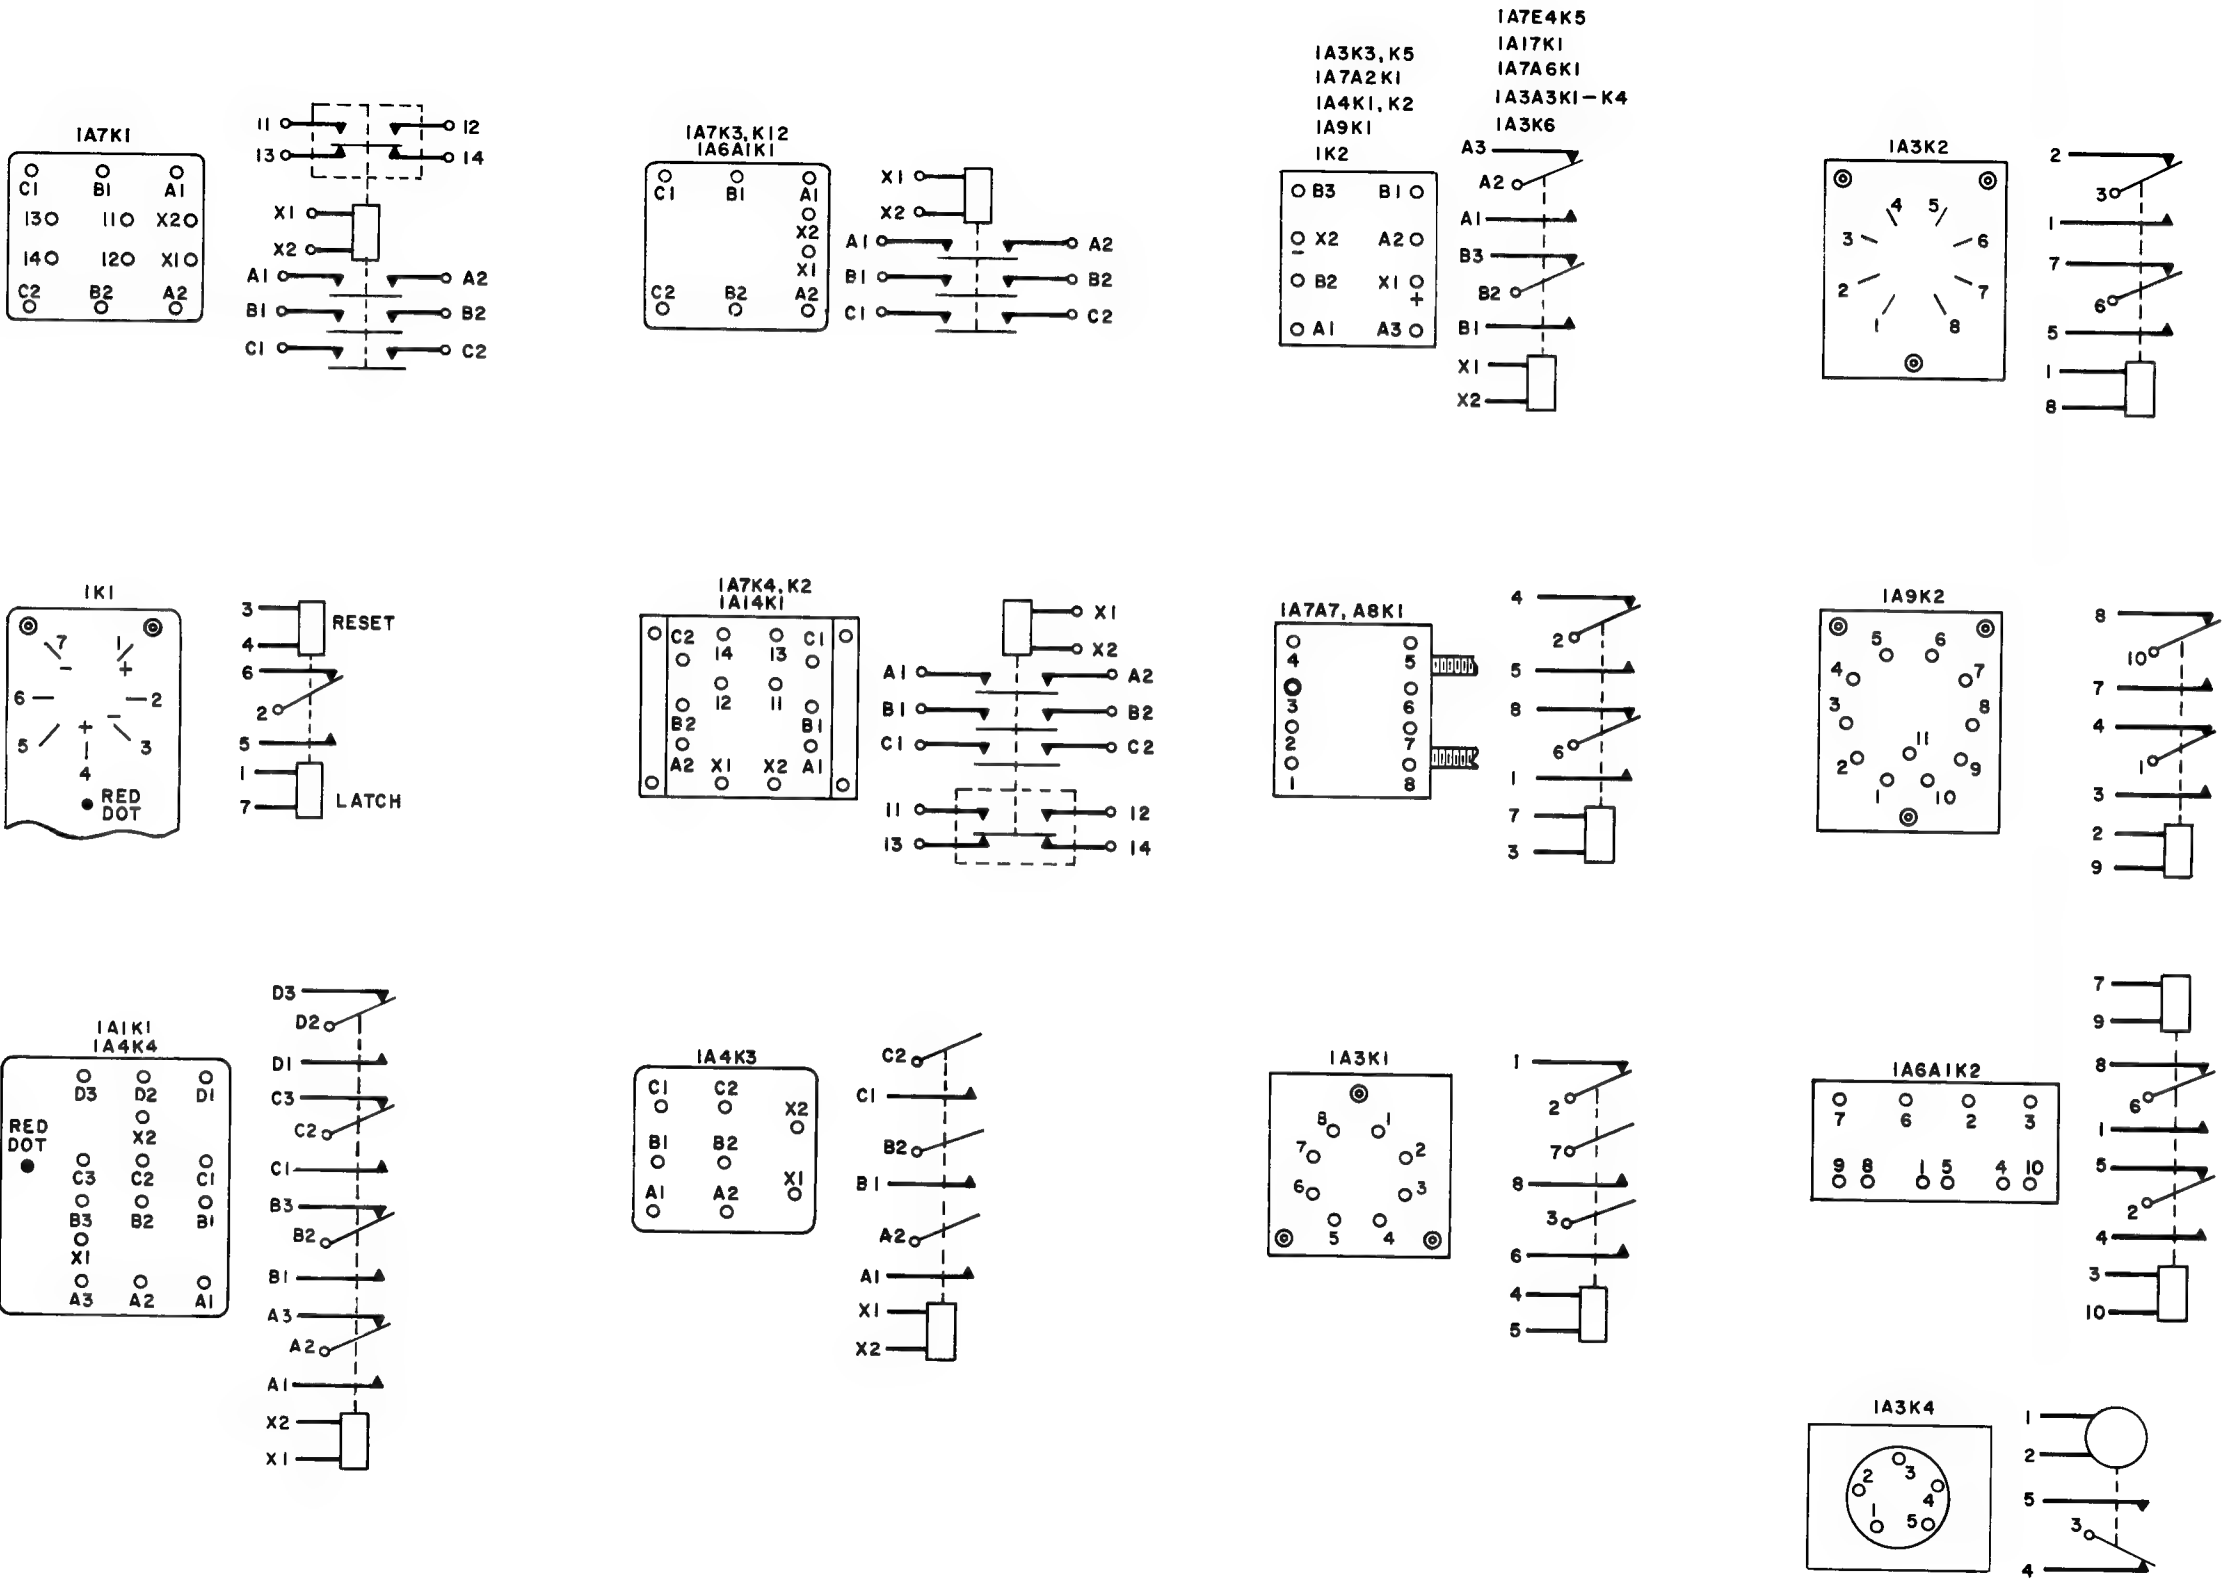 1A7K1
C1 B1 A1
13 11 X2
14 12 X1
C2 B2 A2
11 12
13 14
X1
X2
A1 A2
B1 B2
C1 C2
1A7K3, K12
1A6A1K1
C1 B1 A1
X2
X1
C2 B2 A2
X1
X2
A1 A2
B1 B2
C1 C2
1A3K3, K5
1A7A2K1
1A4K1, K2
1A9K1
1K2
1A7E4K5
1A17K1
1A7A6K1
1A3A3K1-K4
1A3K6
B3 B1
X2 A2
-
B2 X1
+
A1 A3
A3
A2
A1
B3
B2
B1
X1
X2
1A3K2
4 5
3 6
2 7
1 8
2
3
1
7
6
5
1
8
1K1
7 1
- +
6 2
+ -
5 3
4
RED
DOT
3
4
RESET
6
2
5
1
7
LATCH
1A7K4, K2
1A14K1
C2 14 13 C1
12 11
B2 B1
A2 X1 X2 A1
X1
X2
A1 A2
B1 B2
C1 C2
11 12
13 14
1A7A7, A8K1
4 5
3 6
2 7
1 8
4
2
5
8
6
1
7
3
1A9K2
5 6
4 7
3 8
11
2 9
1 10
8
10
7
4
1
3
2
9
1A1K1
1A4K4
D3 D2 D1
RED
DOT
X2
C3 C2 C1
B3 B2 B1
X1
A3 A2 A1
D3
D2
D1
C3
C2
C1
B3
B2
B1
A3
A2
A1
X2
X1
1A4K3
C1 C2 X2
B1 B2
A1 A2 X1
C2
C1
B2
B1
A2
A1
X1
X2
1A3K1
8 1
7 2
6 3
5 4
1
2
7
8
3
6
4
5
1A6A1K2
7 6 2 3
9 8 1 5 4 10
7
9
8
6
1
5
2
4
3
10
1A3K4
2 3
4
1 5
1
2
5
3
4